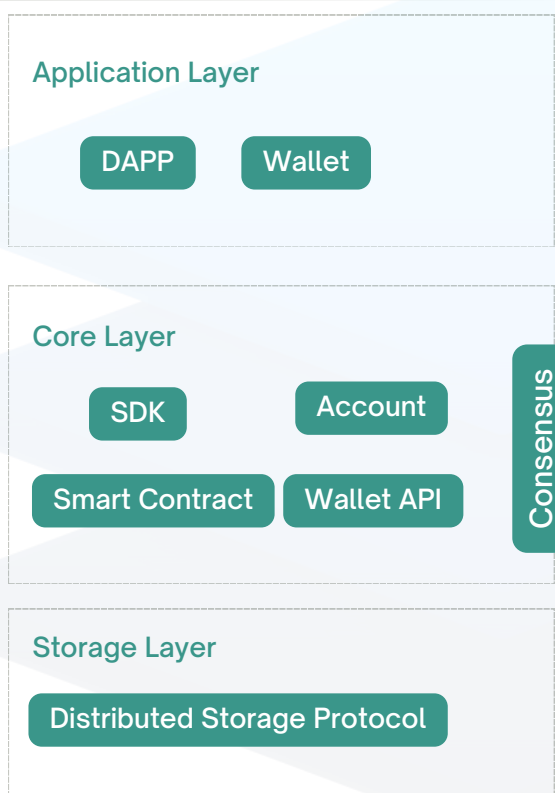 Application Layer
DAPP Wallet
Core Layer
SDK Account
Smart Contract Wallet API
Consensus
Storage Layer
Distributed Storage Protocol